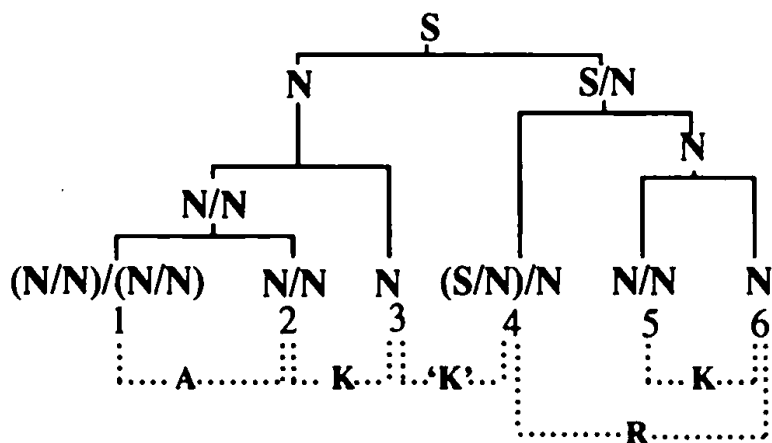 S
N S/N
N
N/N
(N/N)/(N/N) N/N N (S/N)/N N/N N
1 2 3 4 5 6
A K ‘K’ K
R